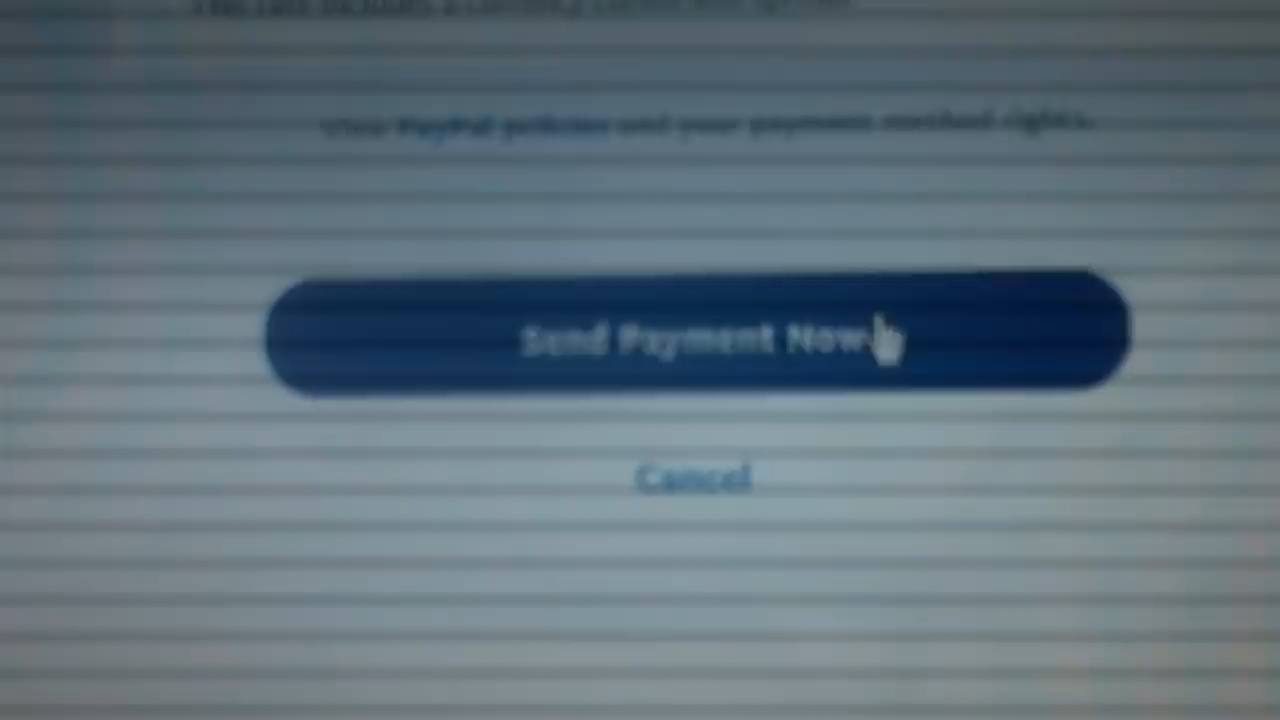 View PayPal policies and your payment method rights.
Send Payment Now
Cancel